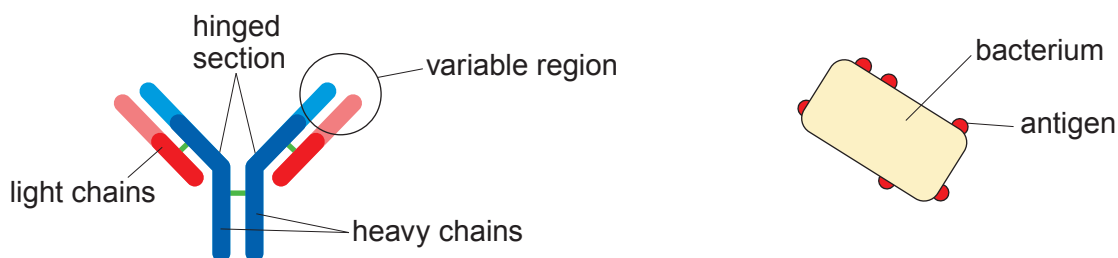 hinged
section
variable region
light chains
heavy chains
bacterium
antigen